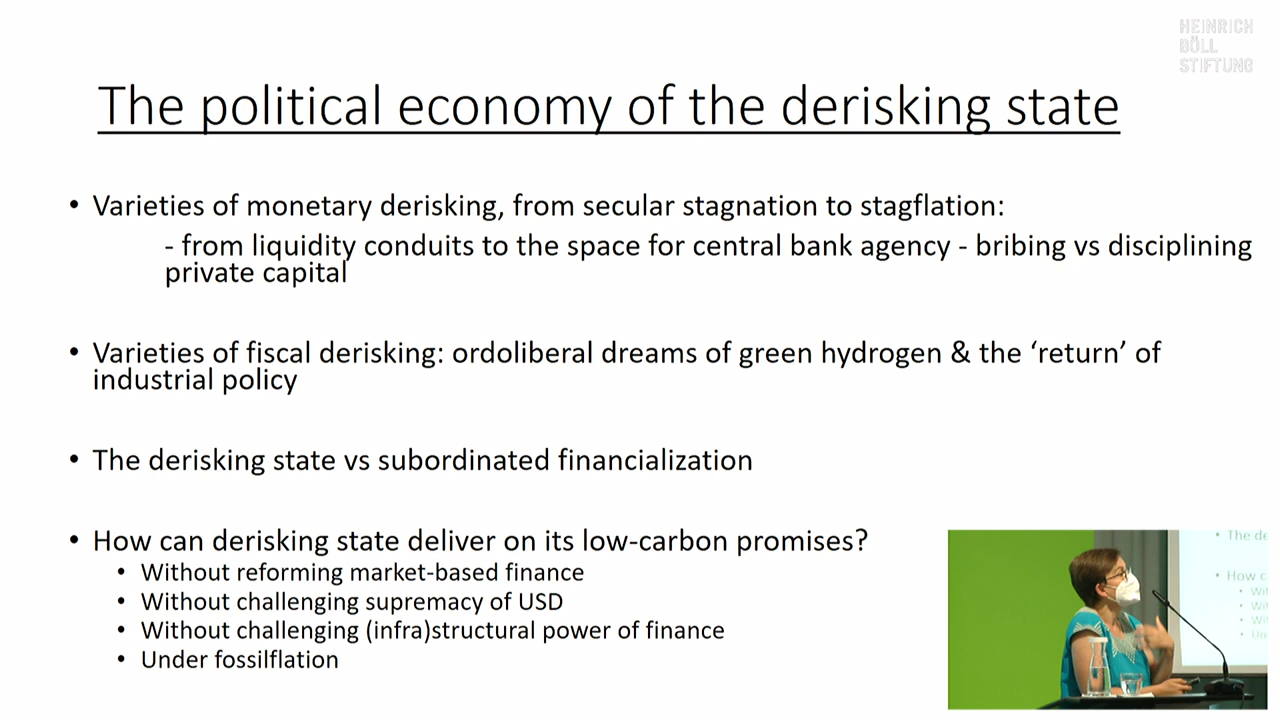 HEINRICH
BÖLL
STIFTUNG
The political economy of the derisking state
• Varieties of monetary derisking, from secular stagnation to stagflation:
- from liquidity conduits to the space for central bank agency - bribing vs disciplining
private capital
• Varieties of fiscal derisking: ordoliberal dreams of green hydrogen & the ‘return’ of
industrial policy
• The derisking state vs subordinated financialization
• How can derisking state deliver on its low-carbon promises?
• Without reforming market-based finance
• Without challenging supremacy of USD
• Without challenging (infra)structural power of finance
• Under fossilflation
• The de
• How c